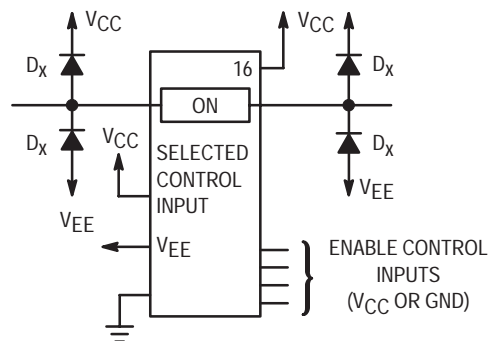 VCC
VCC
DX
16
DX
ON
DX
VCC
SELECTED
CONTROL
INPUT
DX
VEE
VEE
VEE
ENABLE CONTROL
INPUTS
(VCC OR GND)